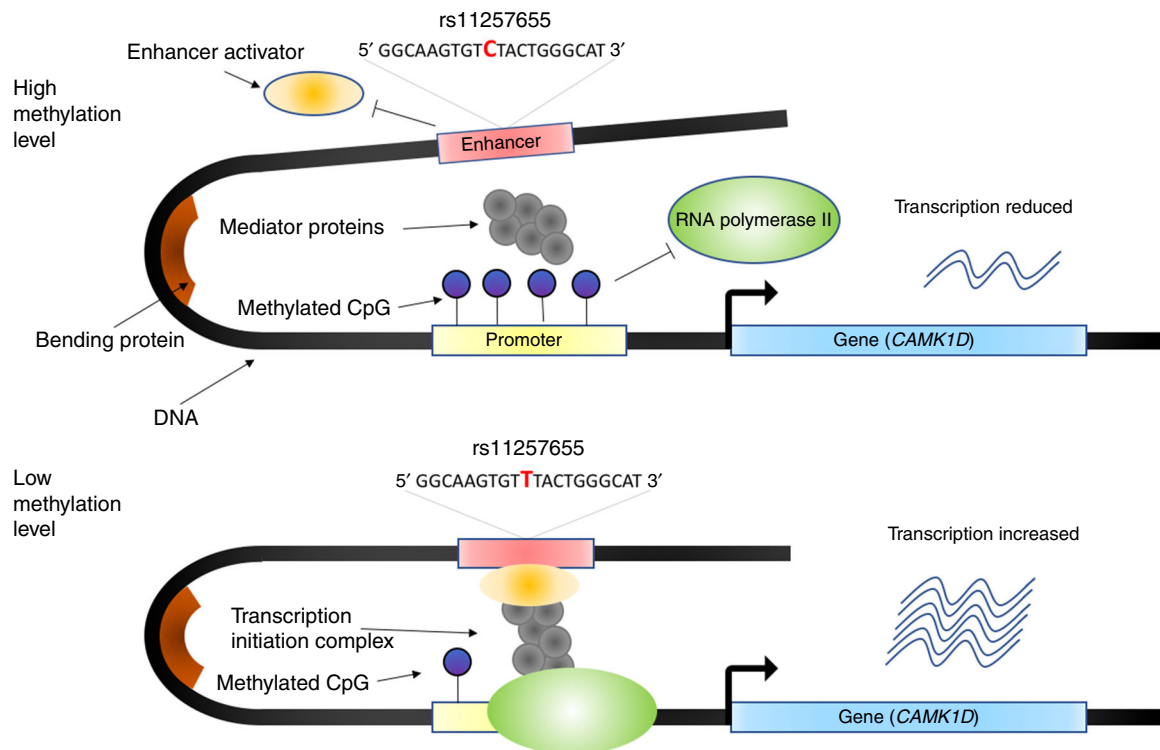 rs11257655
5′ GGCAAGTGTCTACTGGGCAT 3′
Enhancer activator
High
methylation
level
Enhancer
Mediator proteins
RNA polymerase II
Transcription reduced
Methylated CpG
Bending protein
Promoter
Gene (CAMK1D)
DNA
rs11257655
5′ GGCAAGTGTTTACTGGGCAT 3′
Low
methylation
level
Transcription increased
Transcription
initiation complex
Methylated CpG
Gene (CAMK1D)